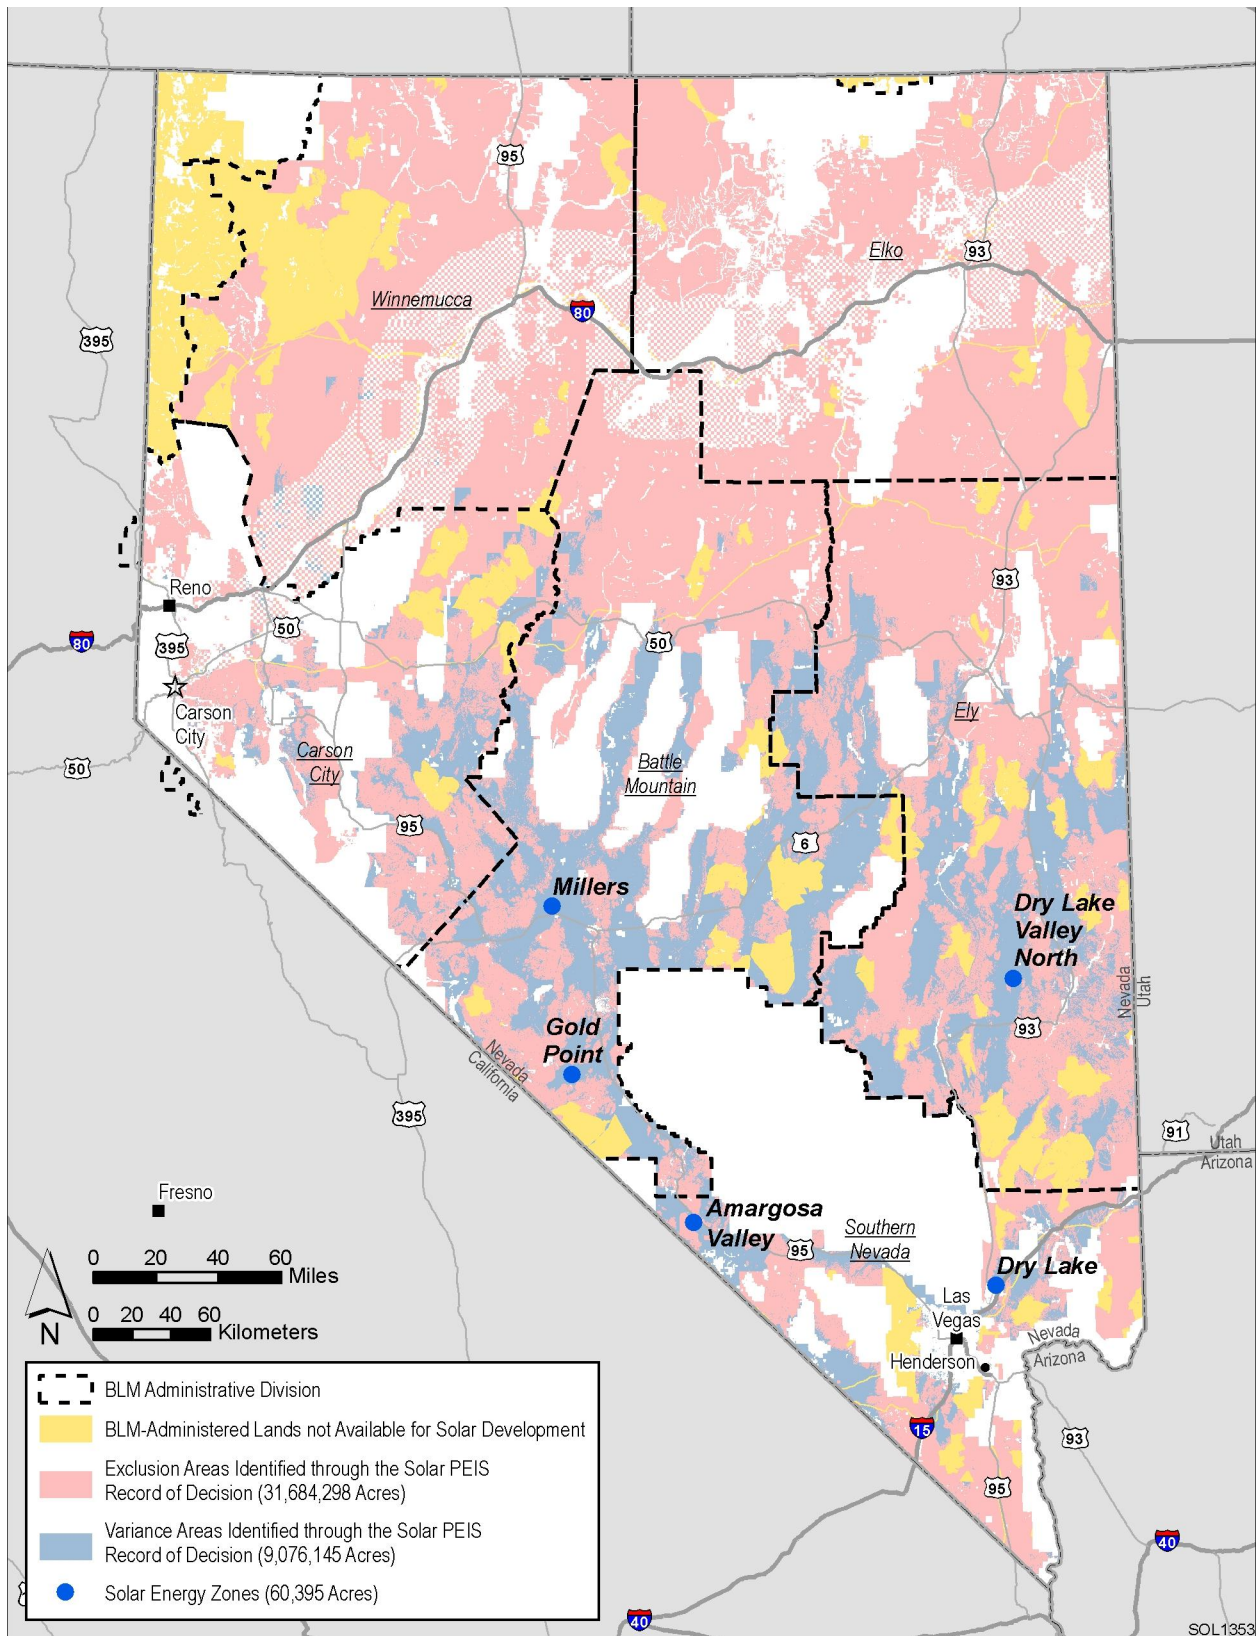 95
Elko
93
Winnemucca
80
395
93
Reno
50
50
80
395
Ely
Carson
City
Carson
City
Battle
Mountain
50
95
6
Millers
Dry Lake
Valley
North
Nevada
Utah
Gold
Point
93
Nevada
California
395
91
Utah
Arizona
Fresno
Amargosa
Valley
Southern
Nevada
95
0 20 40 60
Miles
Dry Lake
Las
Vegas
0 20 40 60
Kilometers
N
Nevada
Arizona
Henderson
15
93
95
40
40
BLM Administrative Division
BLM-Administered Lands not Available for Solar Development
Exclusion Areas Identified through the Solar PEIS
Record of Decision (31,684,298 Acres)
Variance Areas Identified through the Solar PEIS
Record of Decision (9,076,145 Acres)
Solar Energy Zones (60,395 Acres)
SOL1353